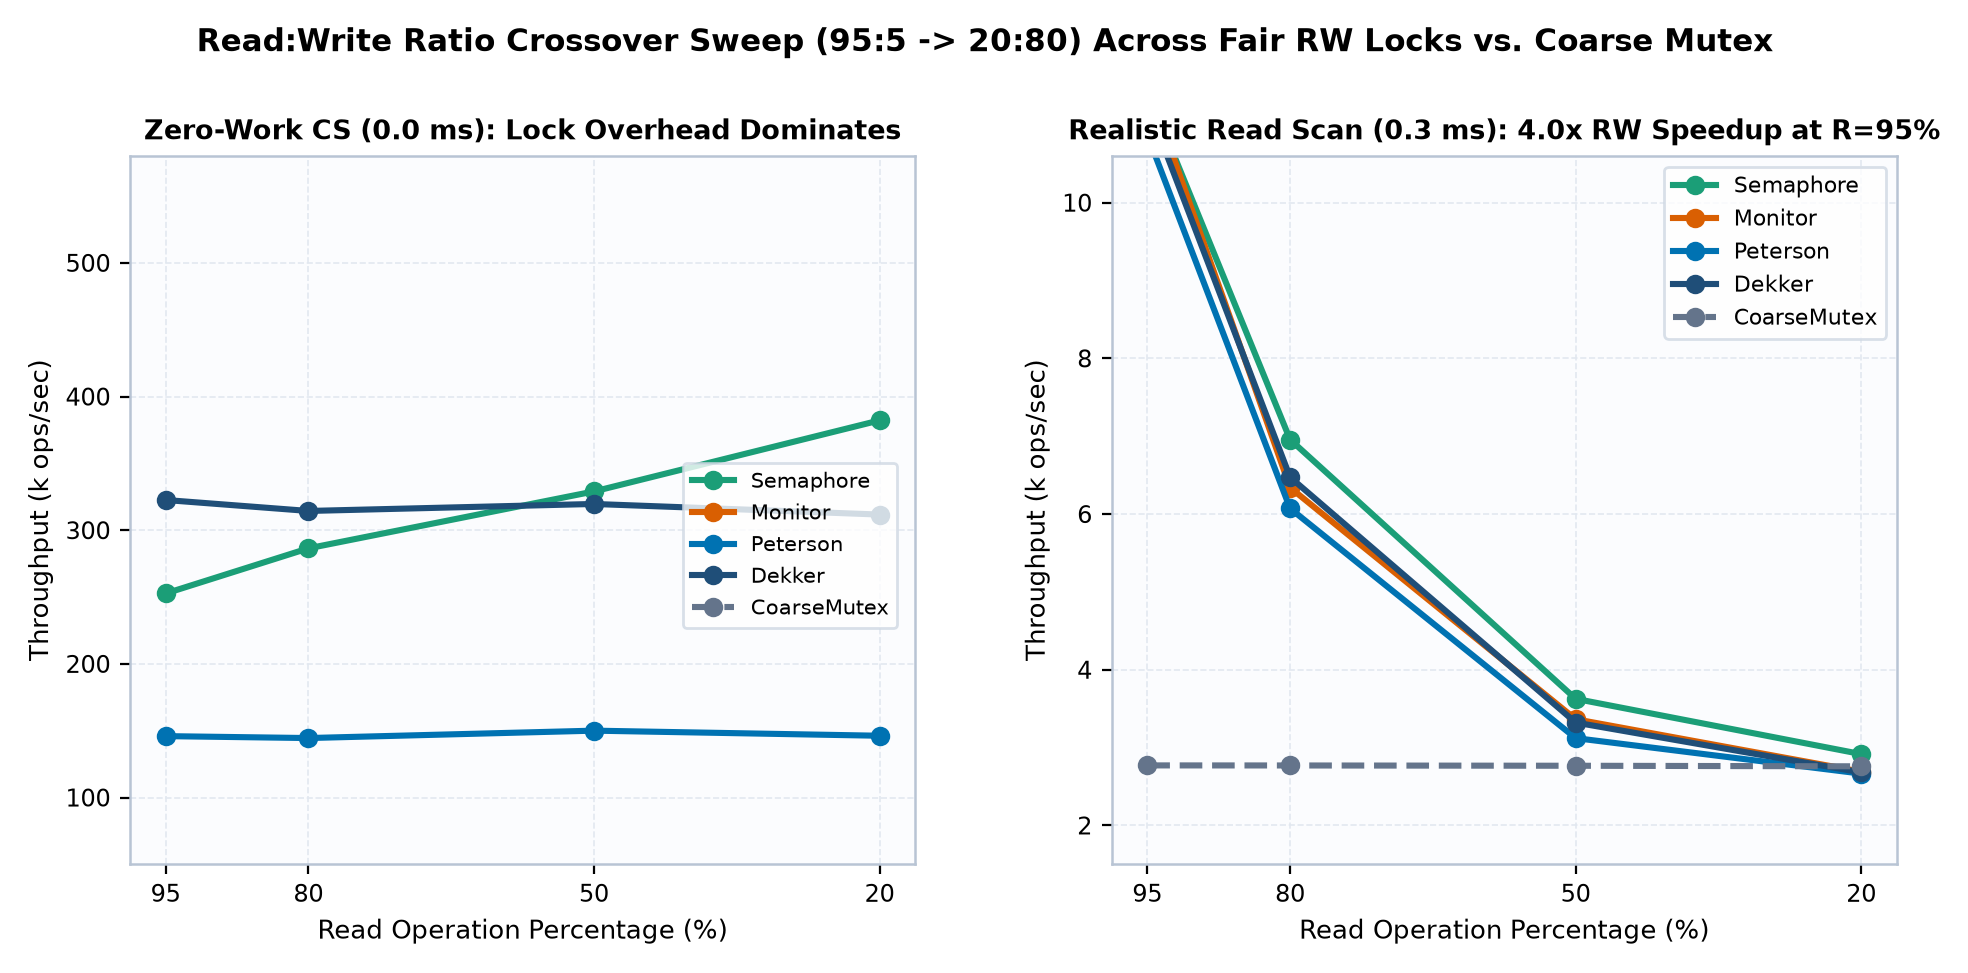 Read:Write Ratio Crossover Sweep (95:5 -> 20:80) Across Fair RW Locks vs. Coarse Mutex
Zero-Work CS (0.0 ms): Lock Overhead Dominates
Throughput (k ops/sec)
500
400
300
200
100
Semaphore
Monitor
Peterson
Dekker
CoarseMutex
95
80
50
20
Read Operation Percentage (%)
Realistic Read Scan (0.3 ms): 4.0x RW Speedup at R=95%
Throughput (k ops/sec)
10
8
6
4
2
Semaphore
Monitor
Peterson
Dekker
CoarseMutex
95
80
50
20
Read Operation Percentage (%)